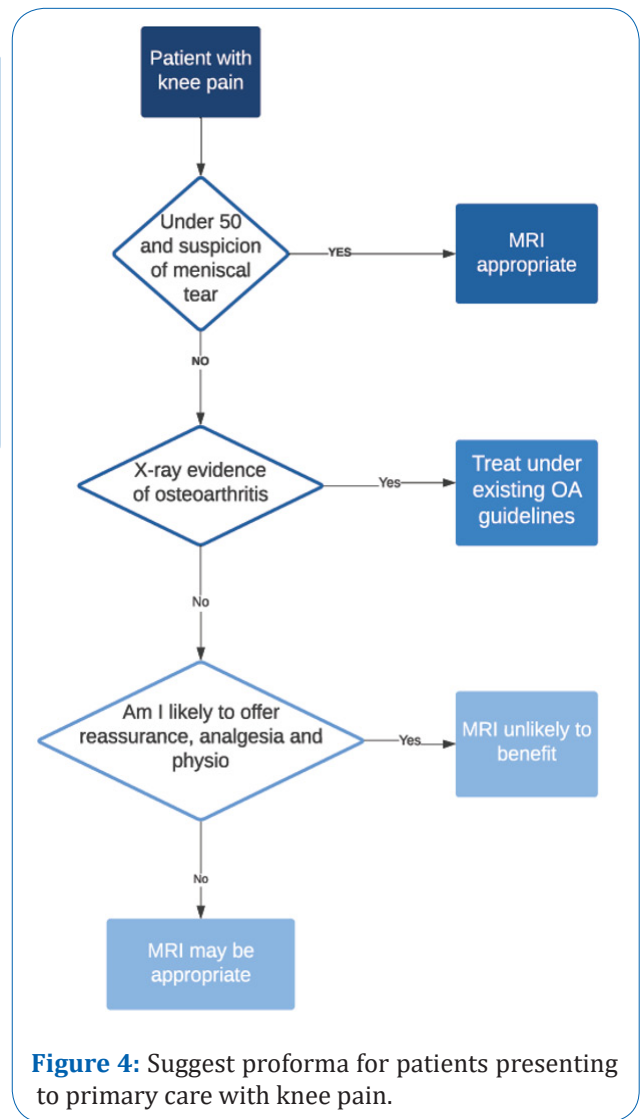 Patient with
knee pain
Under 50
and suspicion
of meniscal
tear
YES
MRI
appropriate
NO
X-ray evidence
of osteoarthritis
Yes
Treat under
existing OA
guidelines
No
Am I likely to offer
reassurance, analgesia and
physio
Yes
MRI unlikely to
benefit
No
MRI may be
appropriate
Figure 4: Suggest proforma for patients presenting
to primary care with knee pain.